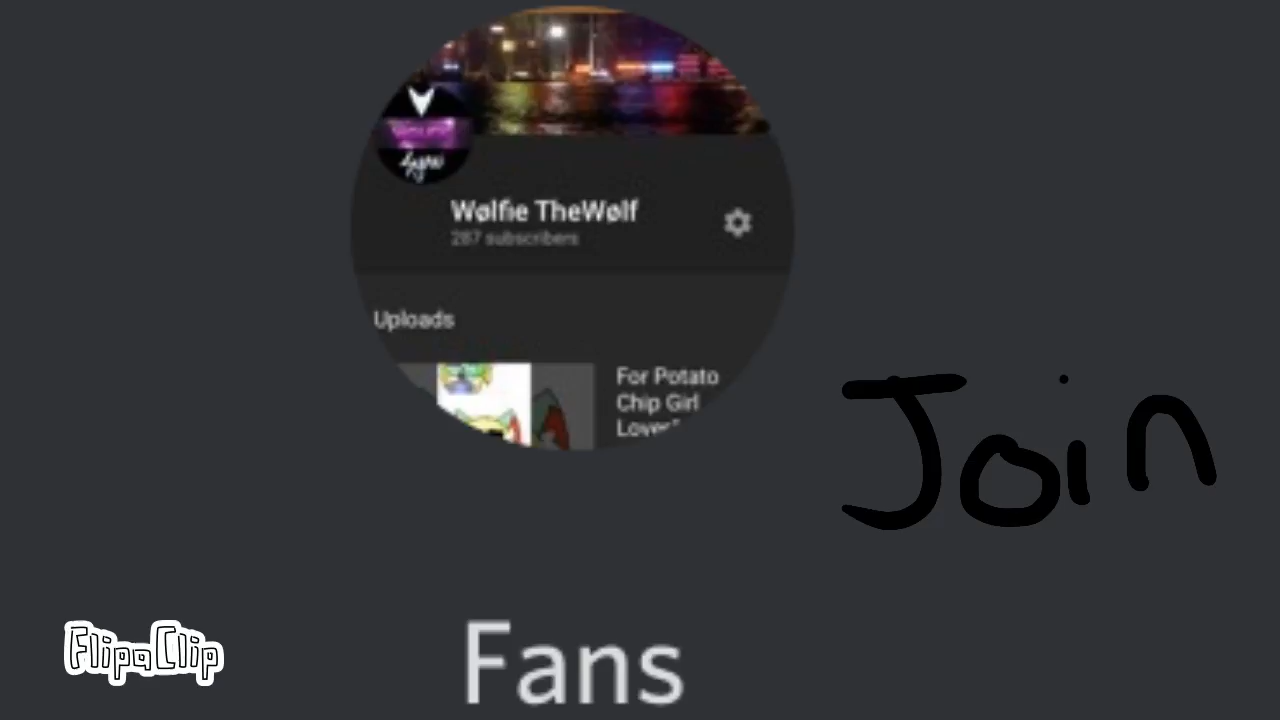 Wølfie TheWølf
287 subscribers
Uploads
For Potato
Chip Girl
Join
FlipaClip
Fans